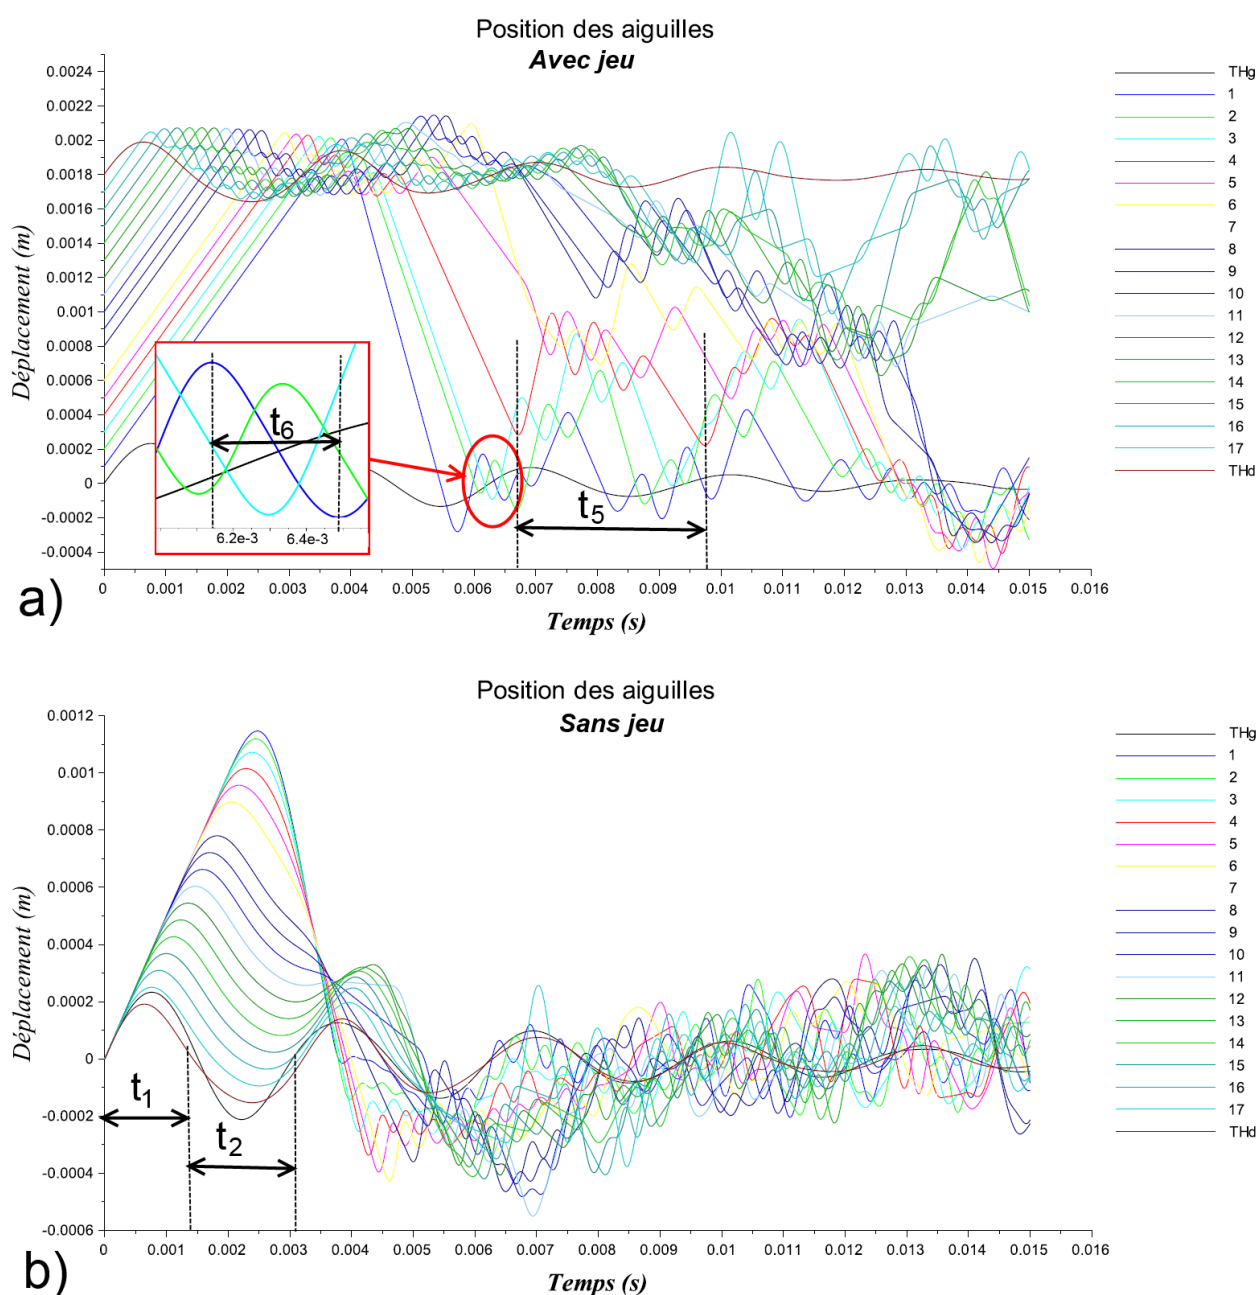 Position des aiguilles
Avec jeu
Déplacement (m)
0.0024
0.0022
0.002
0.0018
0.0016
0.0014
0.0012
0.001
0.0008
0.0006
0.0004
0.0002
0
-0.0002
-0.0004
t6
6.2e-3 6.4e-3
t5
0 0.001 0.002 0.003 0.004 0.005 0.006 0.007 0.008 0.009 0.01 0.011 0.012 0.013 0.014 0.015 0.016
Temps (s)
a)
THg
1
2
3
4
5
6
7
8
9
10
11
12
13
14
15
16
17
THd
Position des aiguilles
Sans jeu
Déplacement (m)
0.0012
0.001
0.0008
0.0006
0.0004
0.0002
0
-0.0002
-0.0004
-0.0006
t1
t2
0 0.001 0.002 0.003 0.004 0.005 0.006 0.007 0.008 0.009 0.01 0.011 0.012 0.013 0.014 0.015 0.016
Temps (s)
b)
THg
1
2
3
4
5
6
7
8
9
10
11
12
13
14
15
16
17
THd